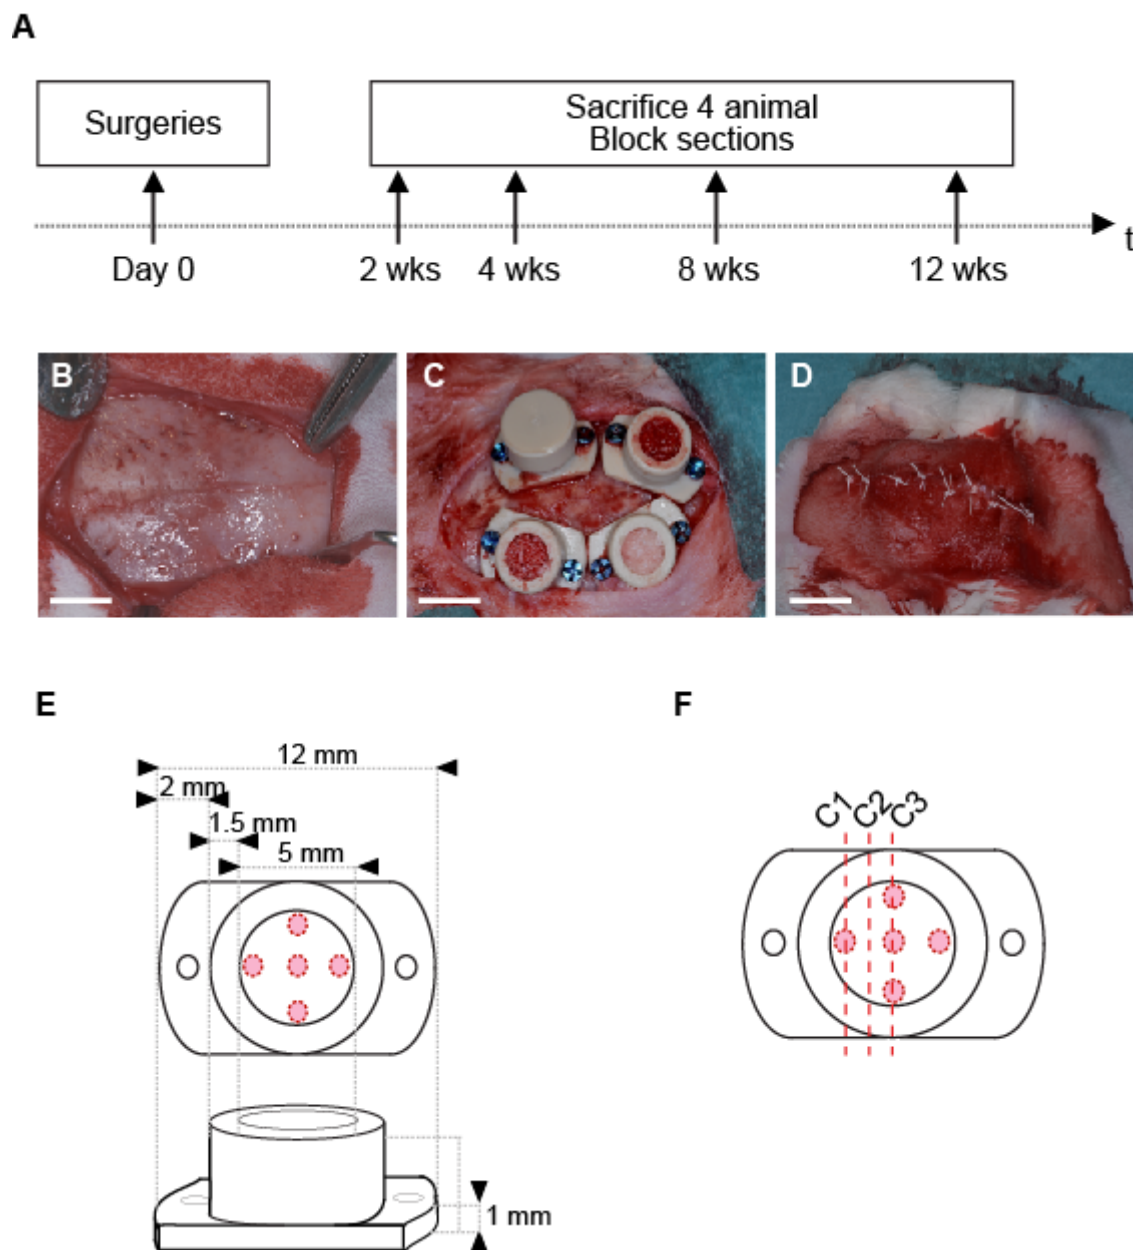 A
Surgeries
Sacrifice 4 animal
Block sections
t
Day 0
2 wks
4 wks
8 wks
12 wks
B
C
D
E
F
12 mm
2 mm
1.5 mm
5 mm
1 mm
C1
C2
C3